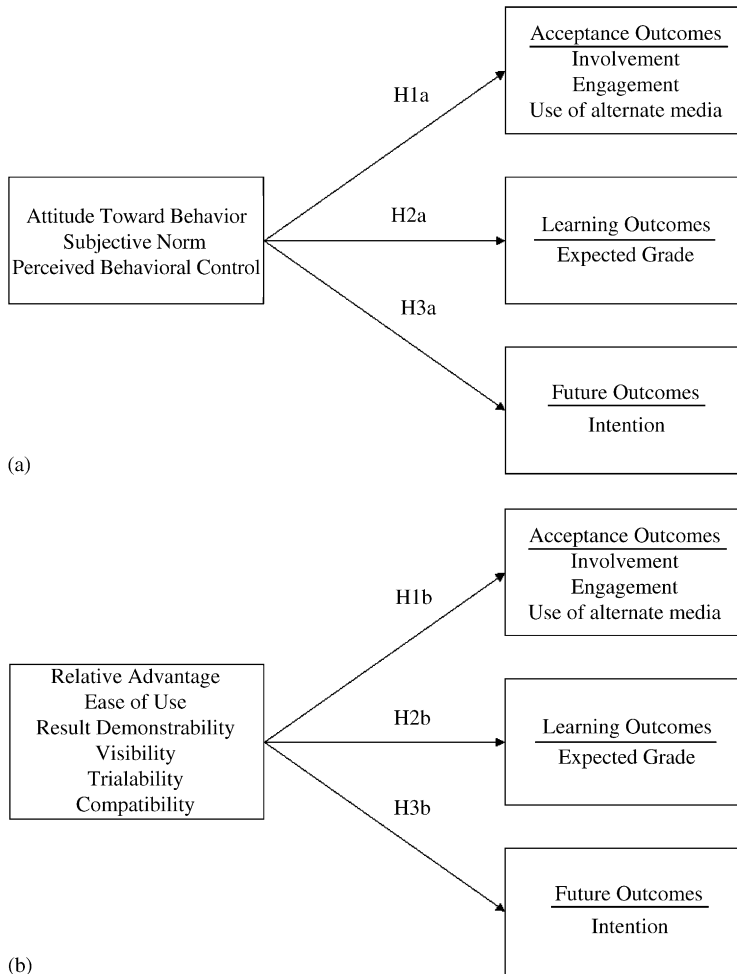 Acceptance Outcomes
Involvement
Engagement
Use of alternate media
H1a
Attitude Toward Behavior
Subjective Norm
Perceived Behavioral Control
H2a
Learning Outcomes
Expected Grade
H3a
Future Outcomes
Intention
(a)
Acceptance Outcomes
Involvement
Engagement
Use of alternate media
H1b
Relative Advantage
Ease of Use
Result Demonstrability
Visibility
Trialability
Compatibility
H2b
Learning Outcomes
Expected Grade
H3b
Future Outcomes
Intention
(b)